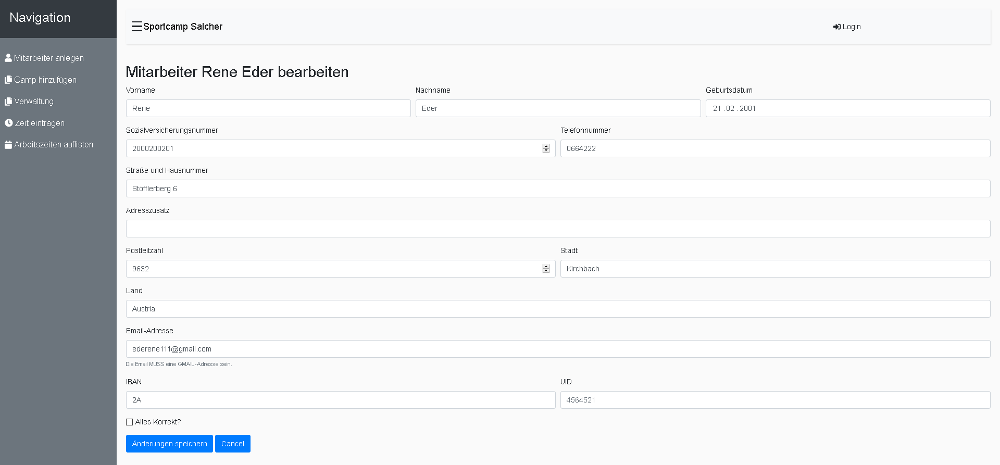 Navigation
Mitarbeiter anlegen
Camp hinzufügen
Verwaltung
Zeit eintragen
Arbeitszeiten auflisten
Sportcamp Salcher
Login
Mitarbeiter Rene Eder bearbeiten
Vorname Nachname Geburtsdatum
Rene Eder 21.02.2001
Sozialversicherungsnummer Telefonnummer
2000200201 0664222
Straße und Hausnummer
Stöfflerberg 6
Adresszusatz
Postleitzahl Stadt
9632 Kirchbach
Land
Austria
Email-Adresse
ederene111@gmail.com
Die Email MUSS eine GMAIL-Adresse sein.
IBAN UID
2A 4564521
Alles Korrekt?
Änderungen speichern Cancel